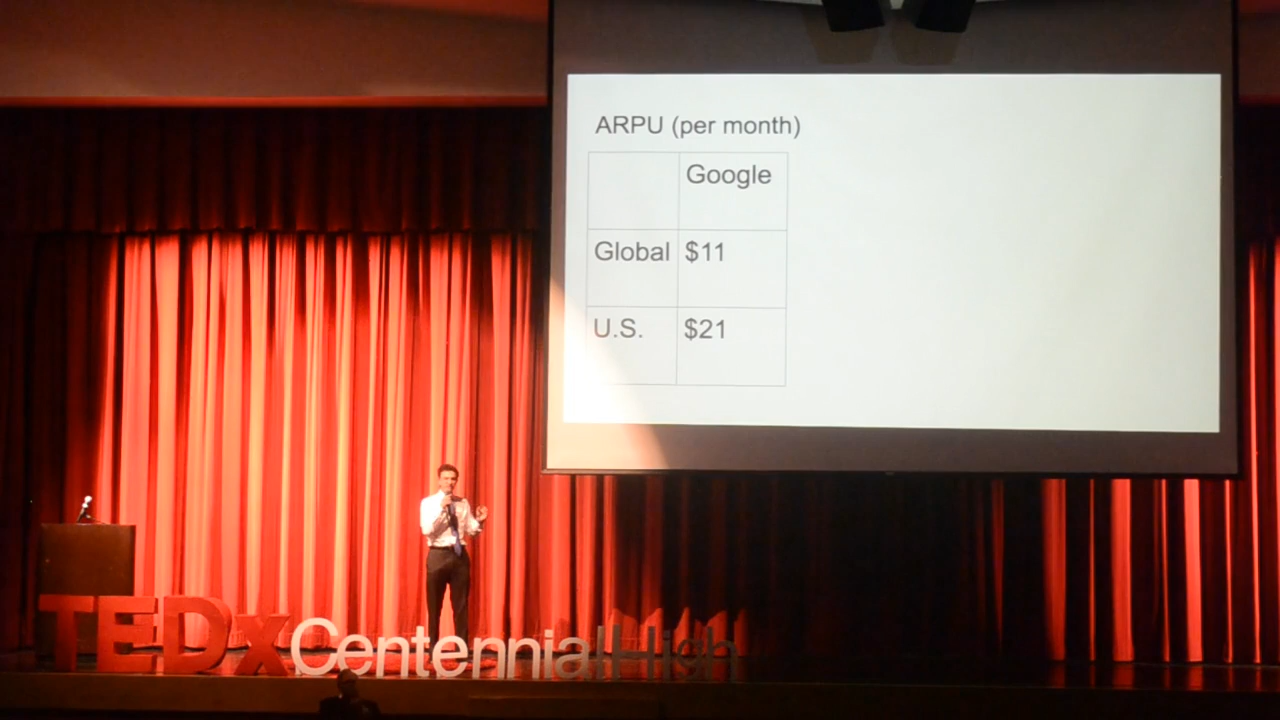 ARPU (per month)
Google
Global $11
U.S. $21
TEDxCentennialHigh